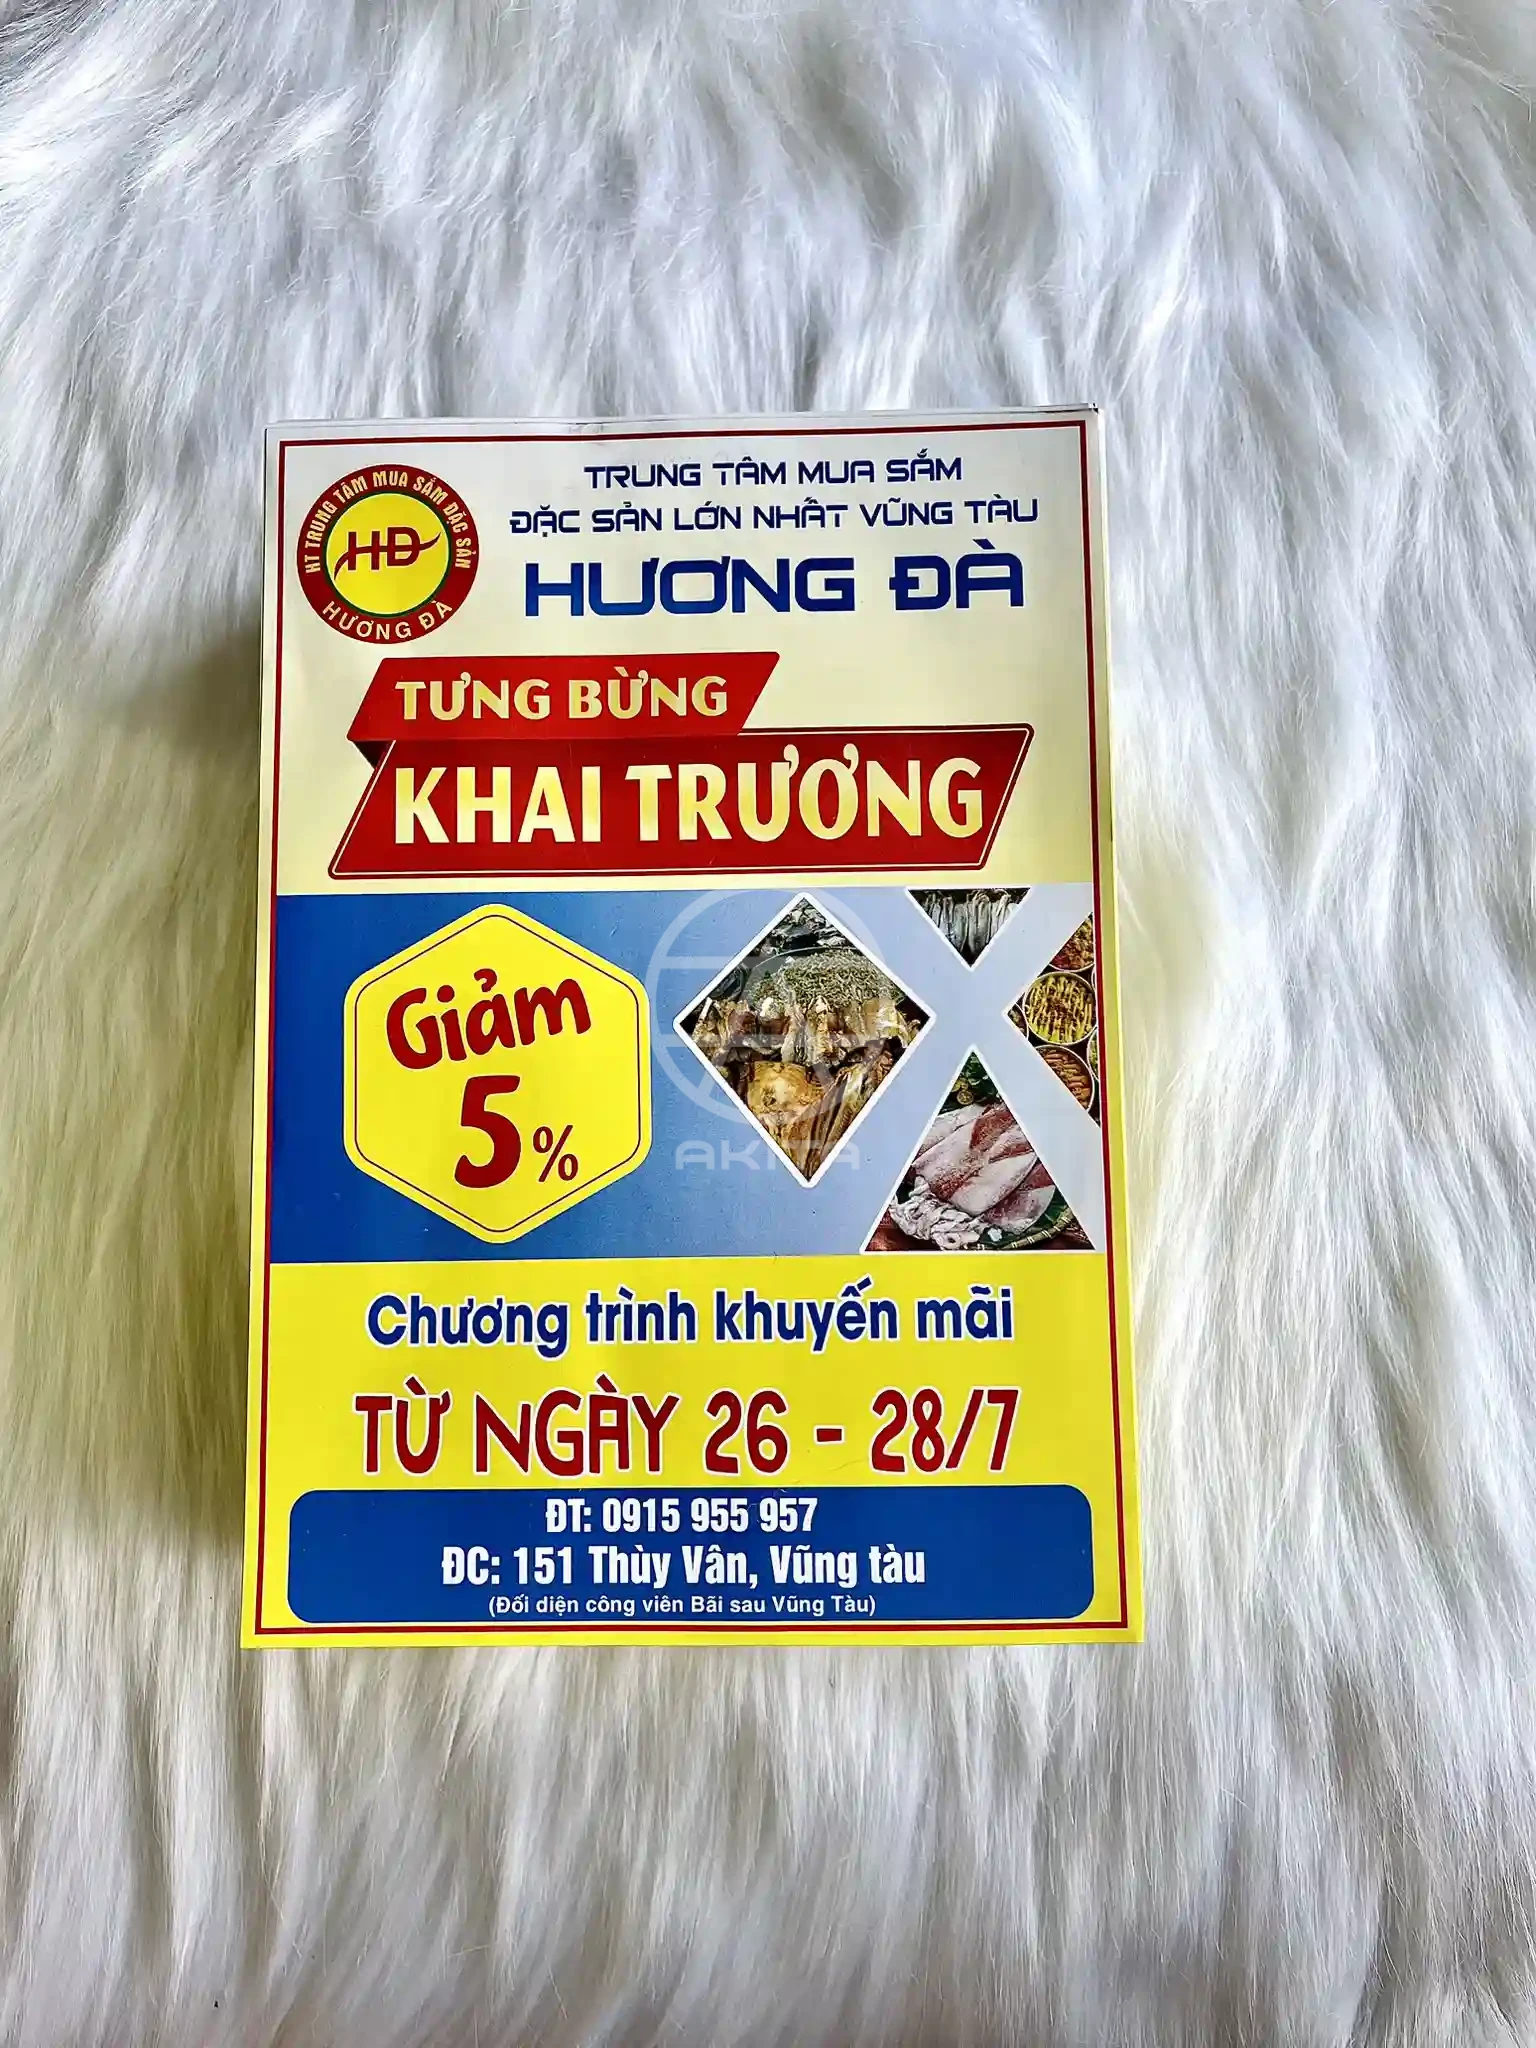 HT TRUNG TÂM MUA SẮM ĐẶC SẢN
HĐ
HƯƠNG ĐÀ
TRUNG TÂM MUA SẮM
ĐẶC SẢN LỚN NHẤT VŨNG TÀU
HƯƠNG ĐÀ
TƯNG BỪNG
KHAI TRƯƠNG
Giảm
5%
AKITA
Chương trình khuyến mãi
TỪ NGÀY 26 - 28/7
ĐT: 0915 955 957
ĐC: 151 Thùy Vân, Vũng tàu
(Đối diện công viên Bãi sau Vũng Tàu)